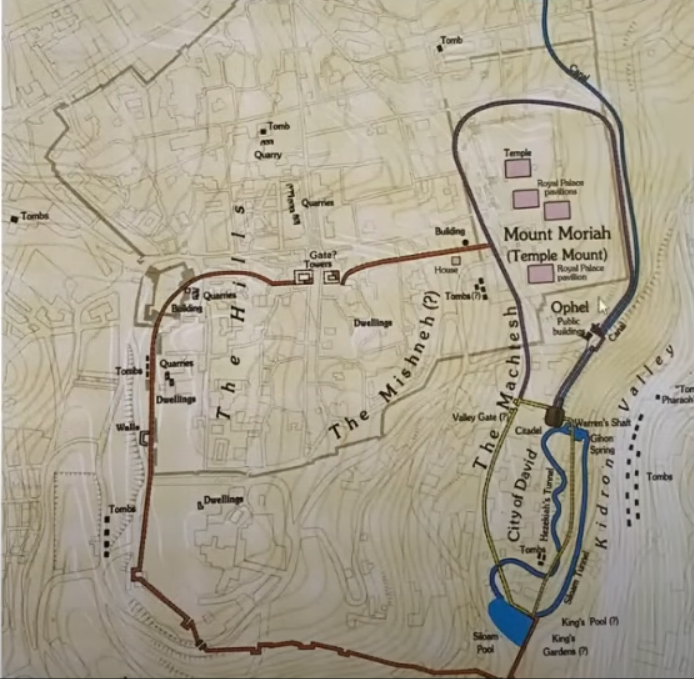 Tomb
Canal
Tomb
Quarry
Temple
Royal Palace
pavilions
Tombs
Quarries
Building
Mount Moriah
(Temple Mount)
House
Royal Palace
pavilion
Gate?
Towers
Quarries
Building
Tombs(?)
Ophel
Public
buildings
Canal
The Hills
Dwellings
The Mishneh(?)
The Machtesh
Kidron Valley
Tombs
Quarries
Dwellings
Pharaoh
Valley Gate (?)
Citadel
Warren's Shaft
Gihon
Spring
Walls
City of David
Hezekiah's Tunnel
Tombs
Dwellings
Tombs
Tombs
Siloam Tunnel
King's Pool (?)
Siloam
Pool
King's
Gardens (?)